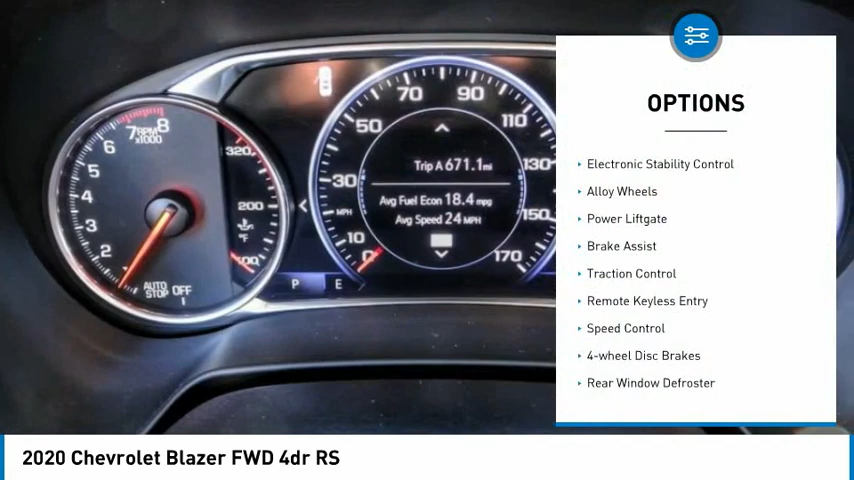 7 8
RPM
x1000
6
5
4
3
2
AUTO STOP OFF
320
200
°F
P E
10
30
50
70
90
110
130
150
170
MPH
0
Trip A 671.1 mi
Avg Fuel Econ 18.4 mpg
Avg Speed 24 MPH
OPTIONS
Electronic Stability Control
Alloy Wheels
Power Liftgate
Brake Assist
Traction Control
Remote Keyless Entry
Speed Control
4-wheel Disc Brakes
Rear Window Defroster
2020 Chevrolet Blazer FWD 4dr RS